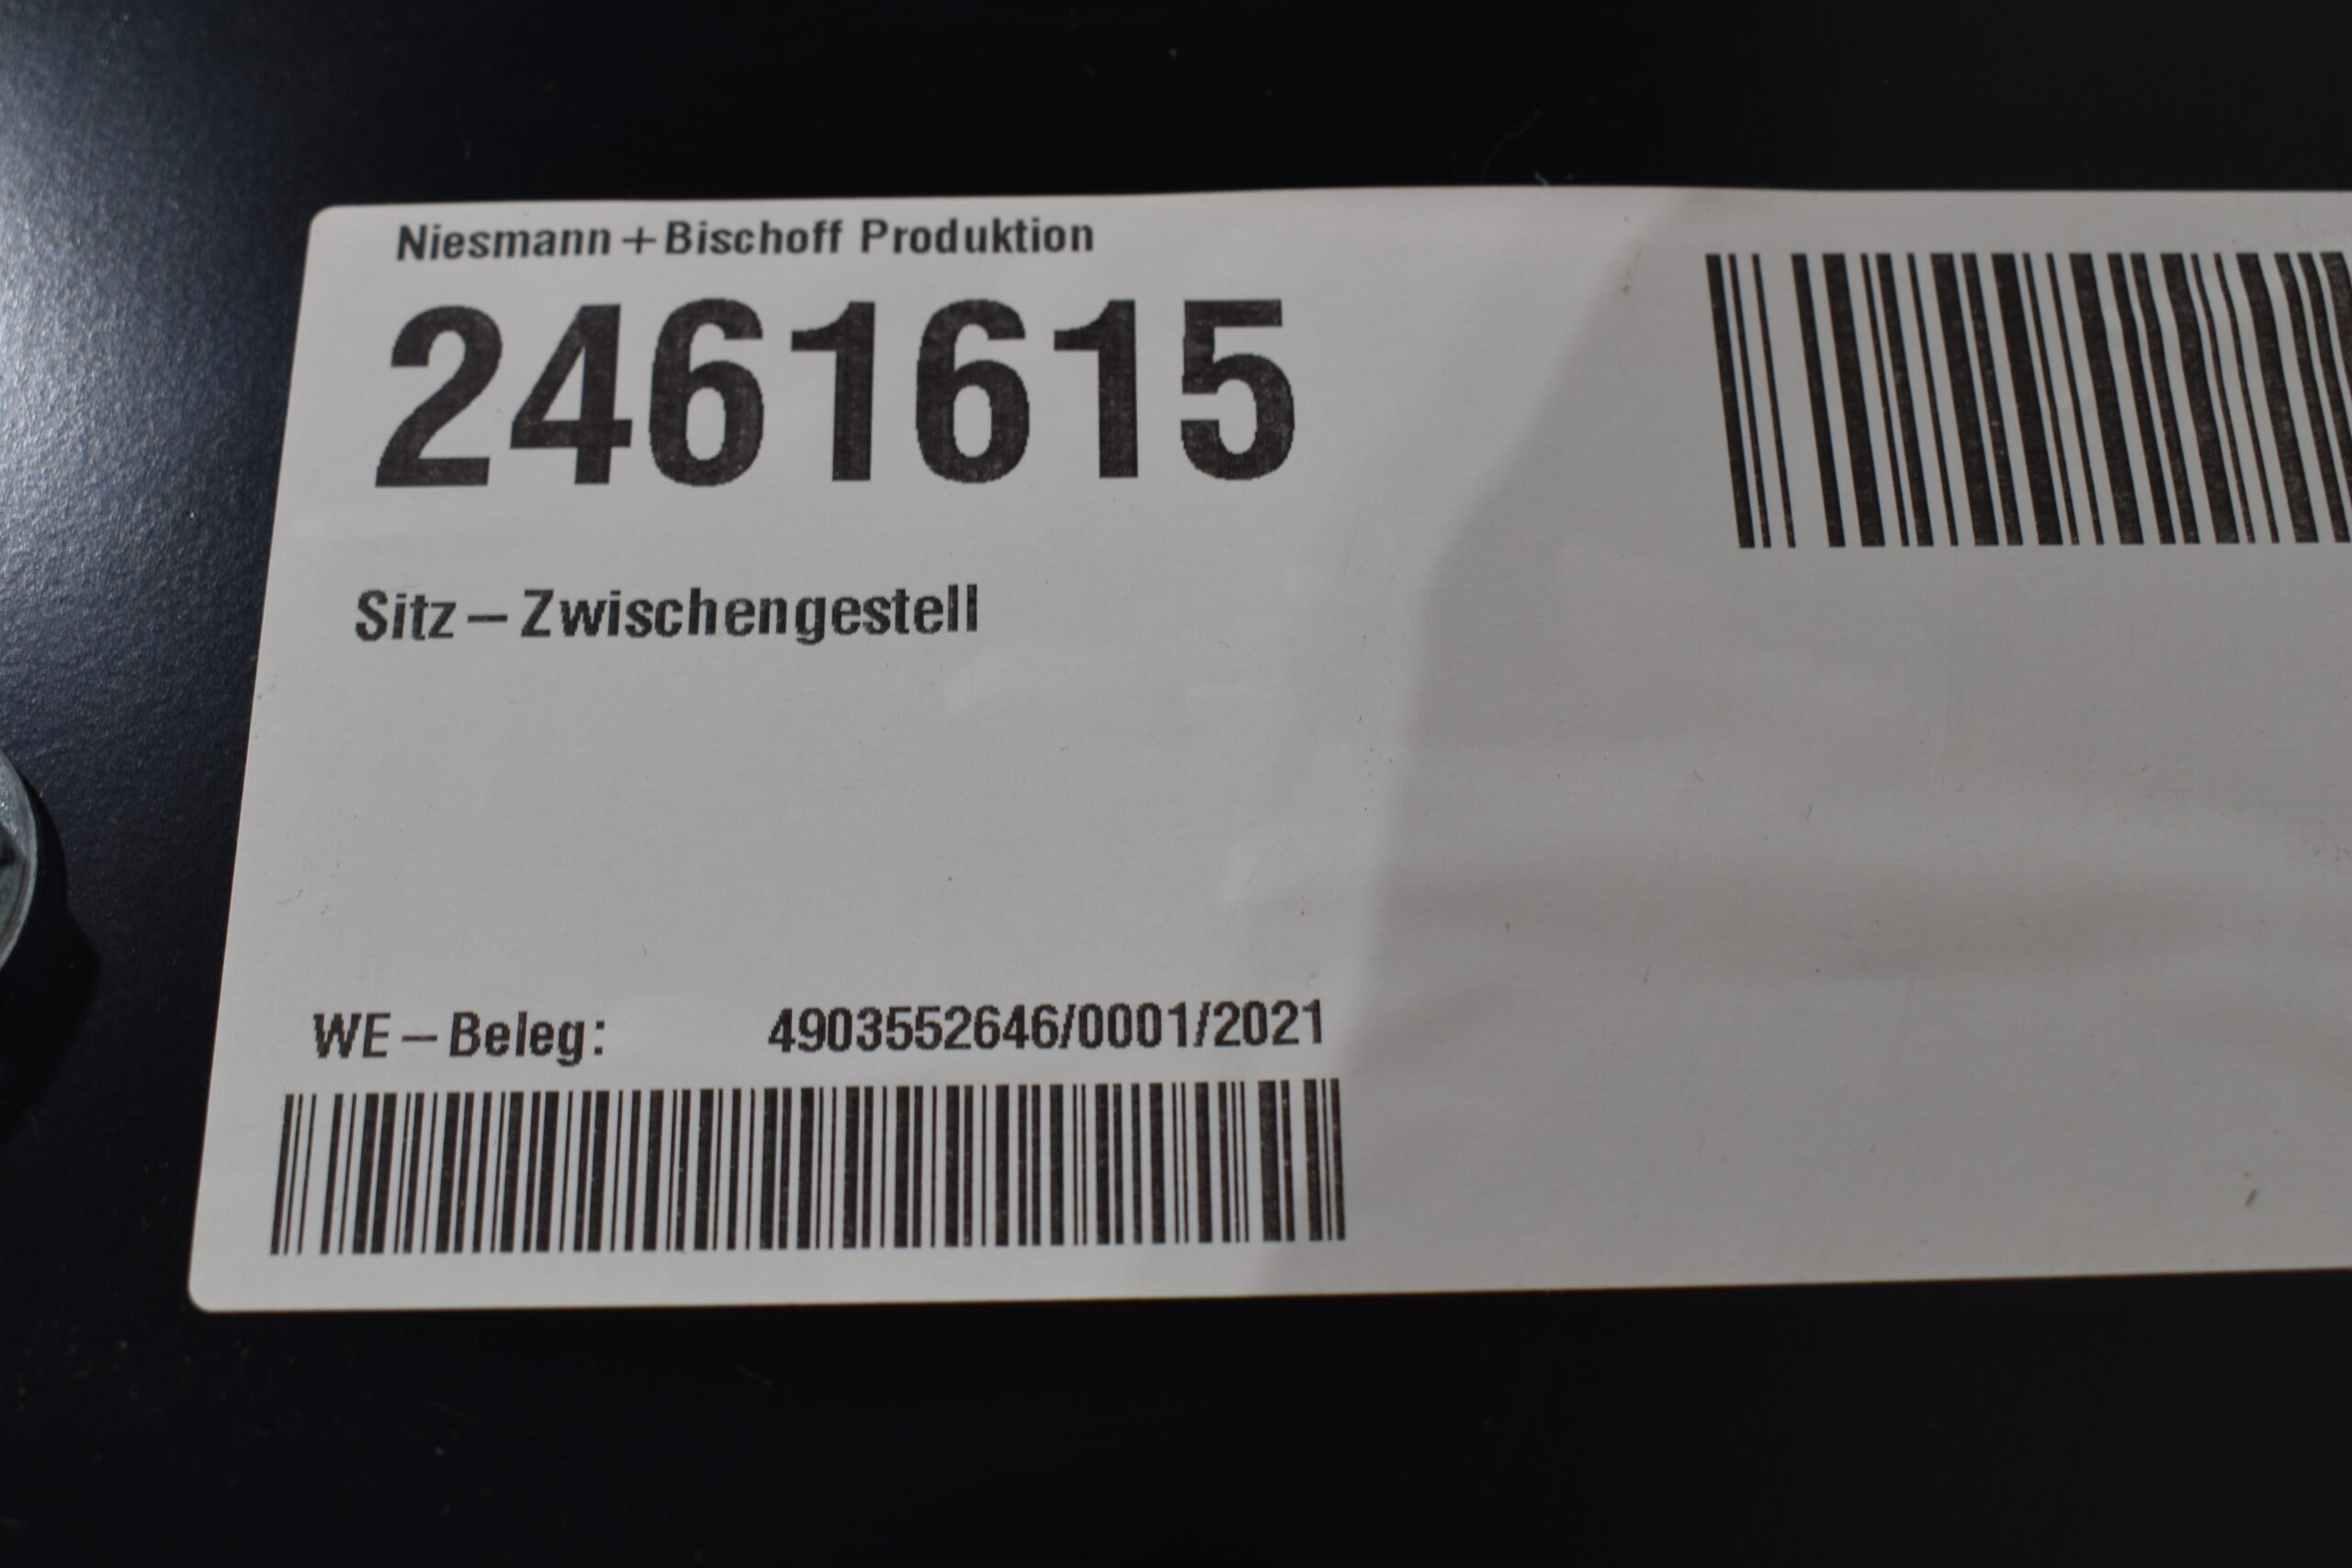 Niesmann+Bischoff Produktion
2461615
Sitz-Zwischengestell
WE-Beleg: 4903552646/0001/2021